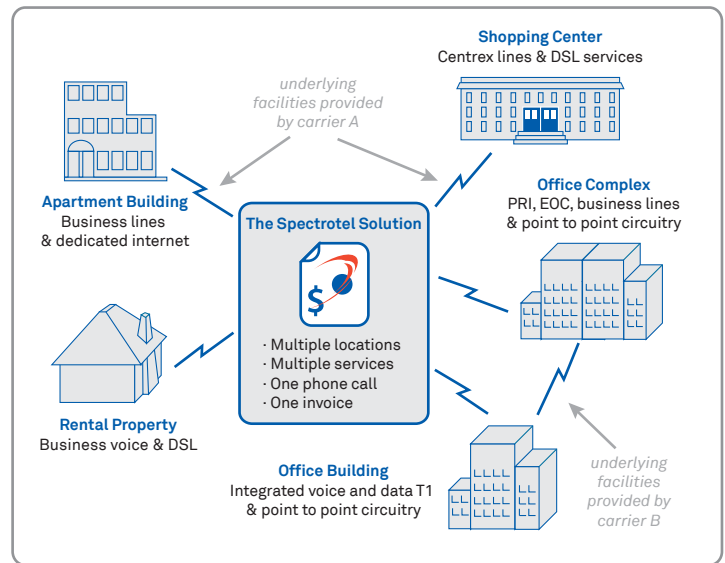 Shopping Center
Centrex lines & DSL services
underlying
facilities provided
by carrier A
Apartment Building
Business lines
& dedicated internet
Office Complex
PRI, EOC, business lines
& point to point circuitry
The Spectrotel Solution
$
· Multiple locations
· Multiple services
· One phone call
· One invoice
Rental Property
Business voice & DSL
Office Building
Integrated voice and data T1
& point to point circuitry
underlying
facilities
provided by
carrier B